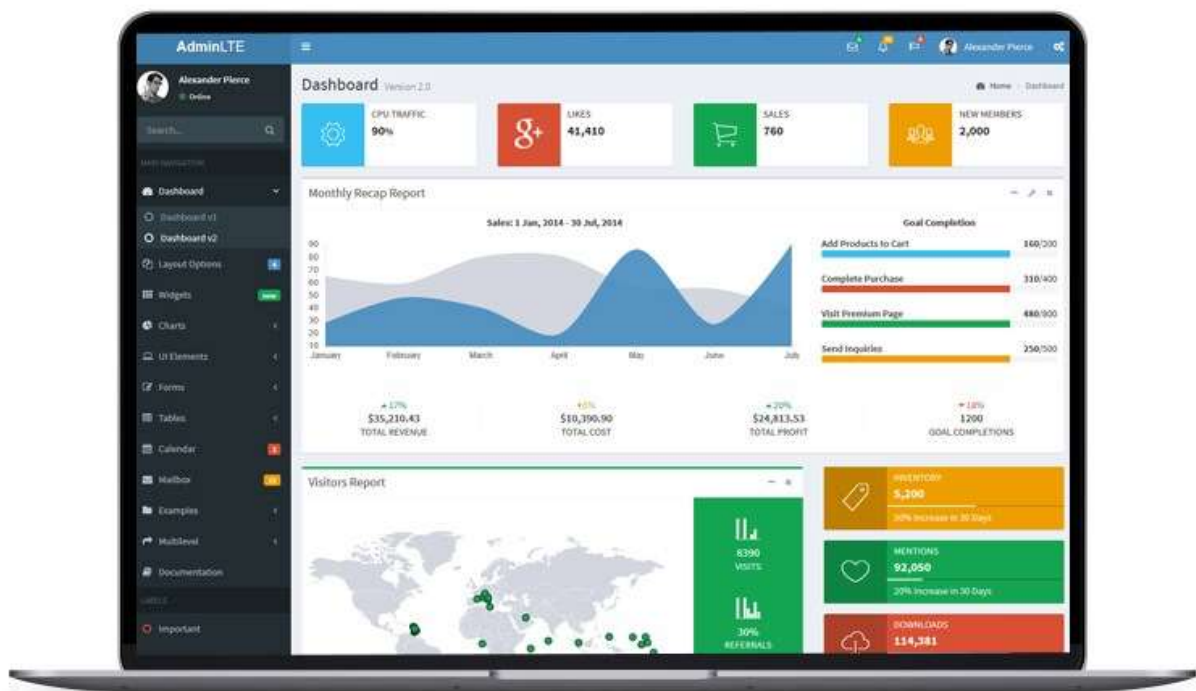 AdminLTE
Alexander Pierce
Alexander Pierce
Online
Search...
MAIN NAVIGATION
Dashboard
Dashboard v1
Dashboard v2
Layout Options
4
Widgets
new
Charts
UI Elements
Forms
Tables
Calendar
3
Mailbox
12
Examples
Multilevel
Documentation
LABELS
Important
Dashboard Version 2.0
Home Dashboard
CPU TRAFFIC
90%
g+
LIKES
41,410
SALES
760
NEW MEMBERS
2,000
Monthly Recap Report
Sales: 1 Jan, 2014 - 30 Jul, 2014
90
80
70
60
50
40
30
20
10
January February March April May June July
Goal Completion
Add Products to Cart 160/200
Complete Purchase 310/400
Visit Premium Page 480/800
Send Inquiries 250/500
17%
$35,210.43
TOTAL REVENUE
$10,390.90
TOTAL COST
20%
$24,813.53
TOTAL PROFIT
18%
1200
GOAL COMPLETIONS
Visitors Report
8390
VISITS
30%
REFERRALS
INVENTORY
5,200
50% Increase in 30 Days
MENTIONS
92,050
20% Increase in 30 Days
DOWNLOADS
114,381